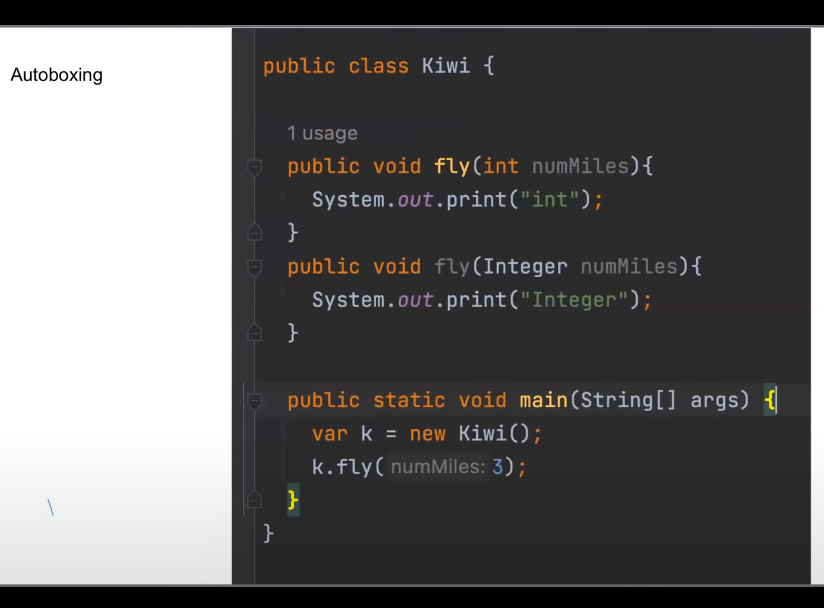 Autoboxing
public class Kiwi {
1 usage
public void fly(int numMiles){
System.out.print("int");
}
public void fly(Integer numMiles){
System.out.print("Integer");
}
public static void main(String[] args) {
var k = new Kiwi();
k.fly( numMiles: 3);
}
}